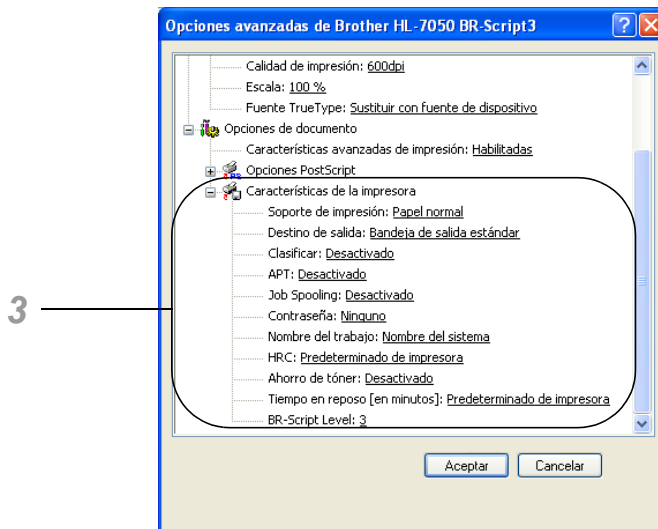 Opciones avanzadas de Brother HL-7050 BR-Script3
Calidad de impresión: 600dpi
Escala: 100 %
Fuente TrueType: Sustituir con fuente de dispositivo
Opciones de documento
Características avanzadas de impresión: Habilitadas
Opciones PostScript
Características de la impresora
Soporte de impresión: Papel normal
Destino de salida: Bandeja de salida estándar
Clasificar: Desactivado
APT: Desactivado
Job Spooling: Desactivado
Contraseña: Ninguno
Nombre del trabajo: Nombre del sistema
HRC: Predeterminado de impresora
Ahorro de tóner: Desactivado
Tiempo en reposo [en minutos]: Predeterminado de impresora
BR-Script Level: 3
3
Aceptar Cancelar